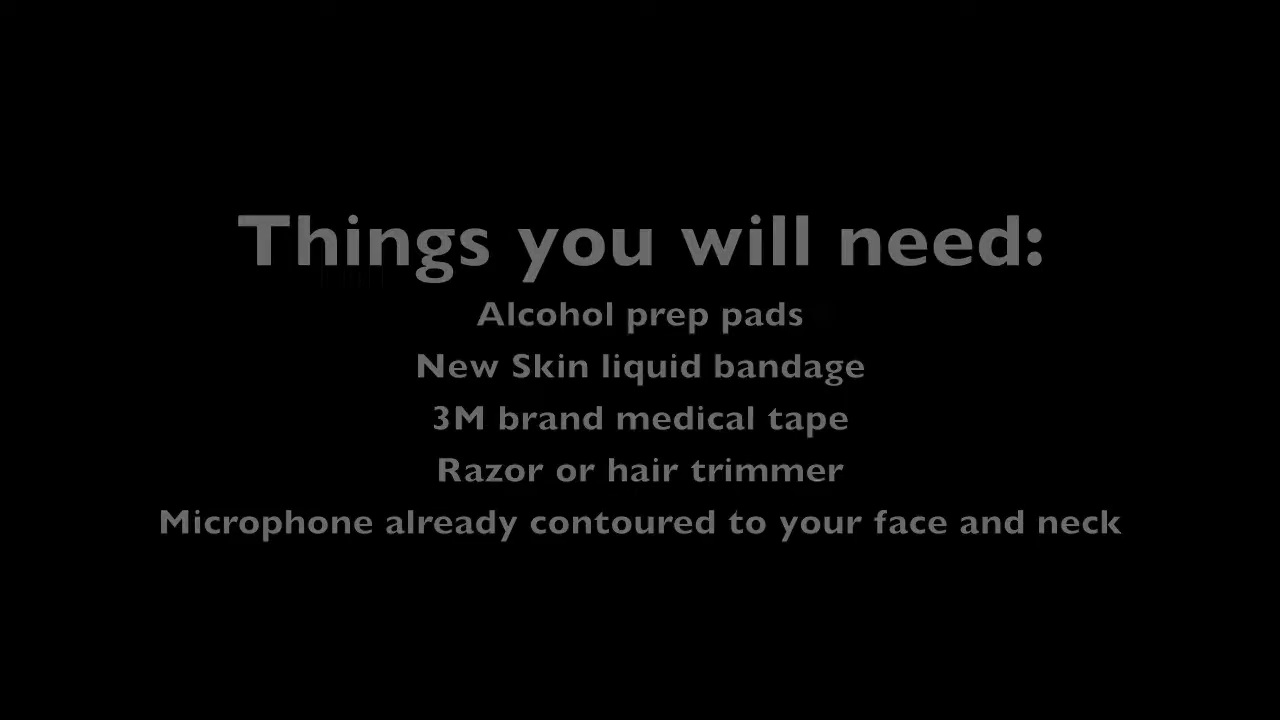 Things you will need:
Alcohol prep pads
New Skin liquid bandage
3M brand medical tape
Razor or hair trimmer
Microphone already contoured to your face and neck